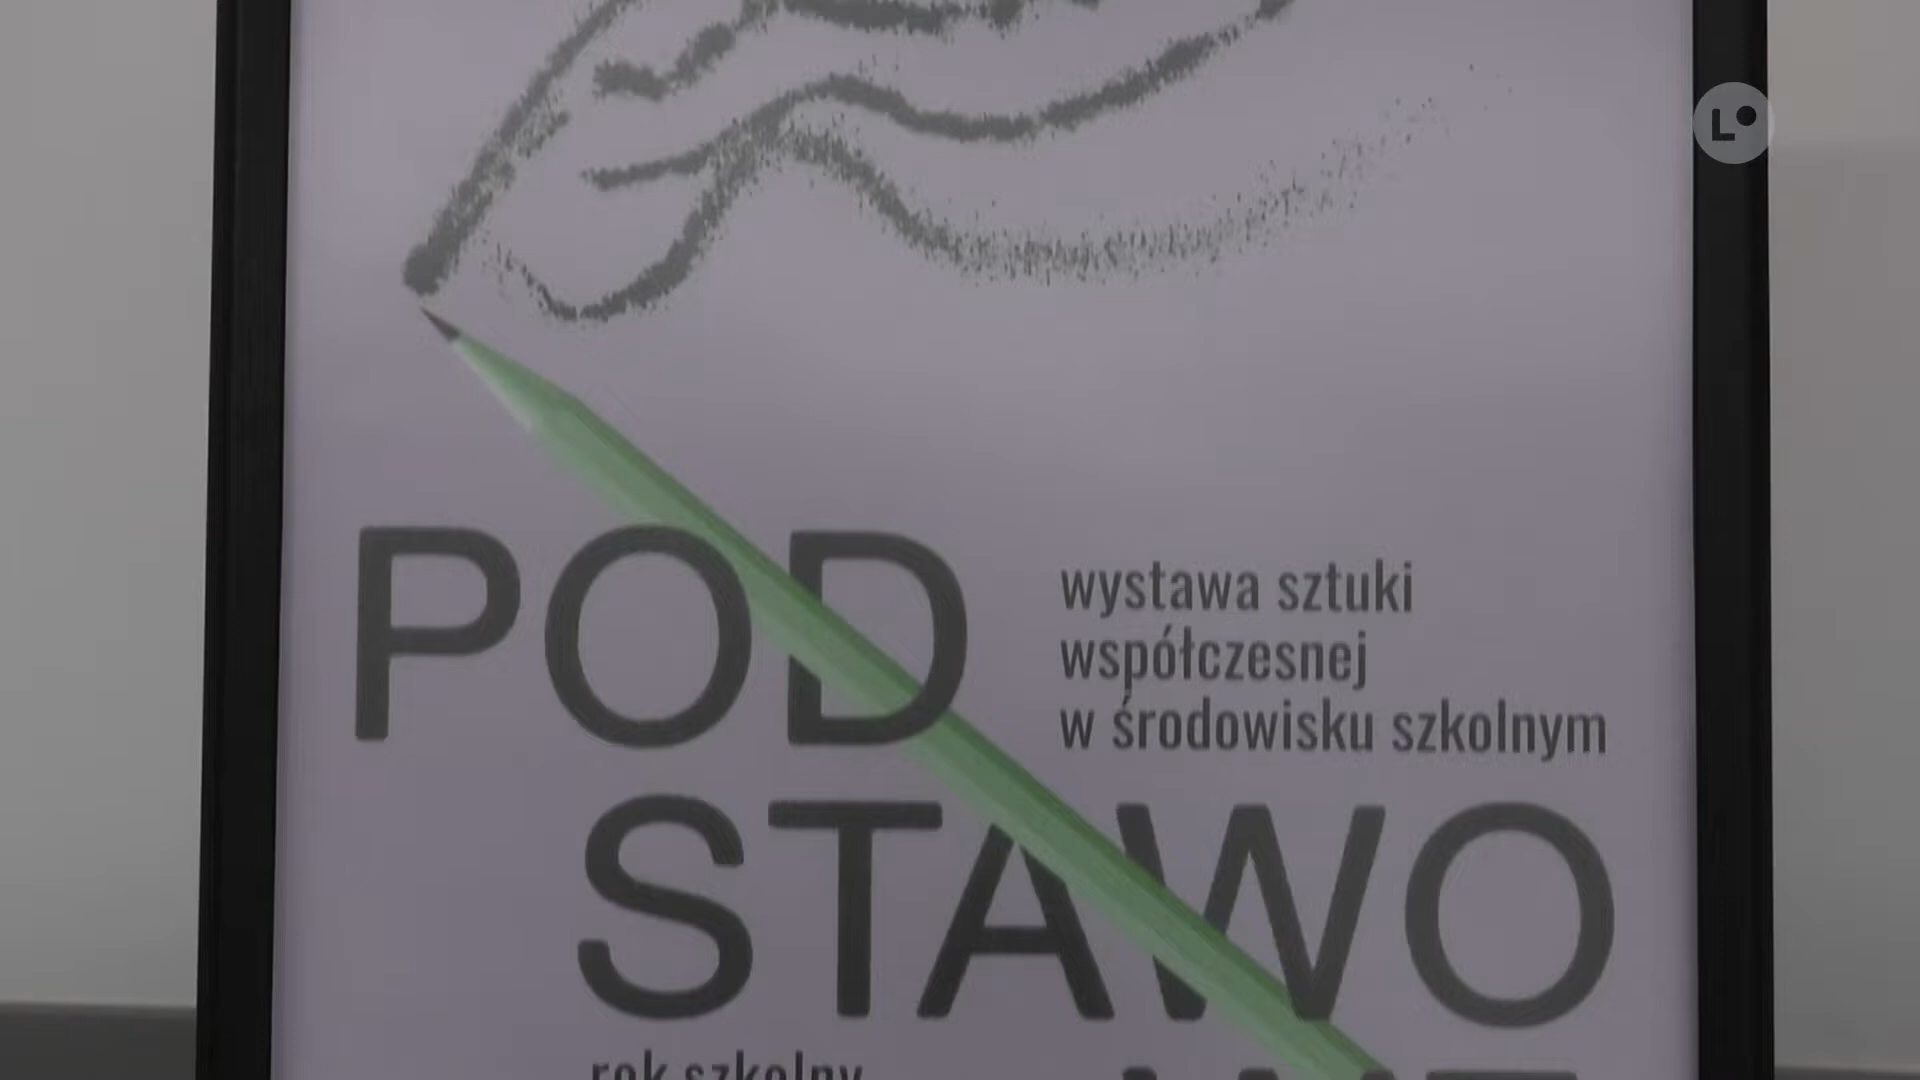 L
POD
wystawa sztuki
współczesnej
w środowisku szkolnym
STAWO
rok szkolny